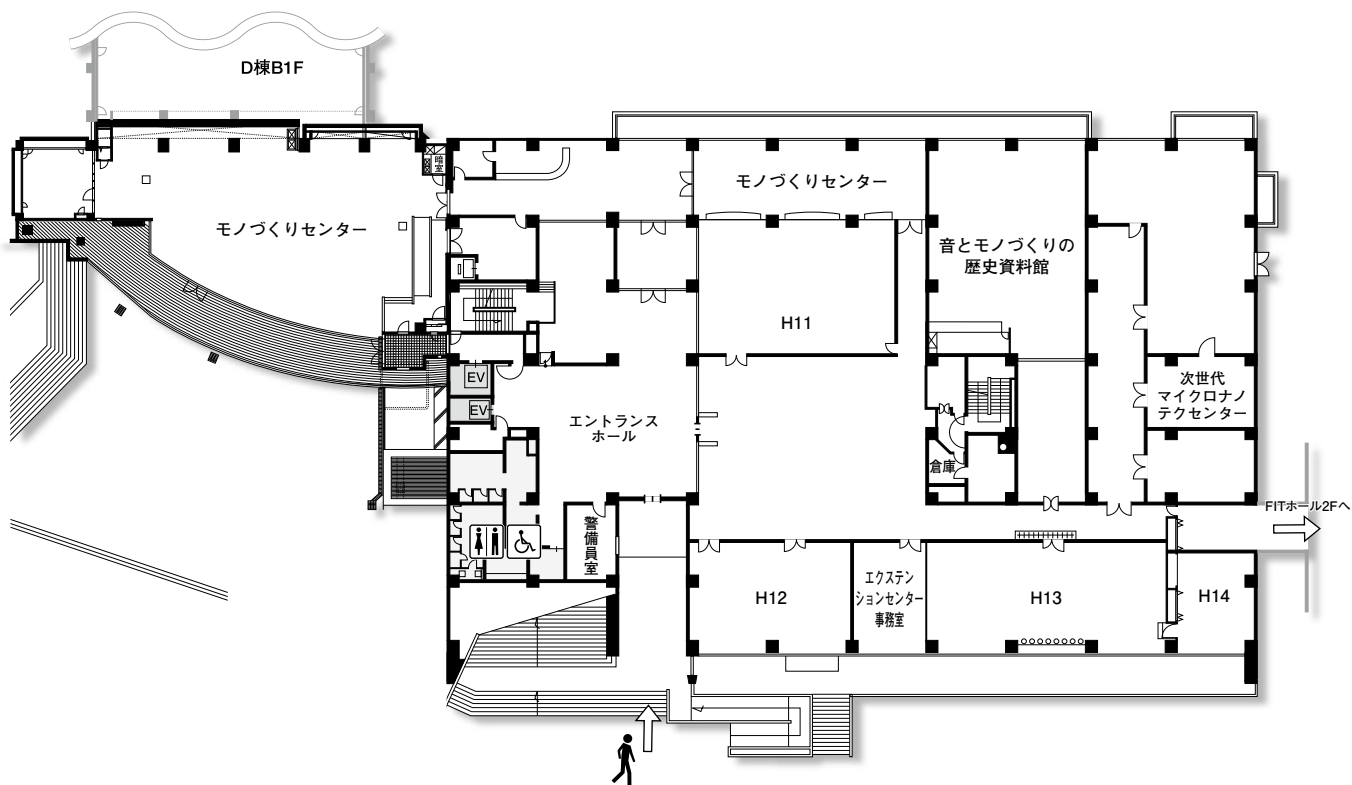 D棟B1F
暗室
モノづくりセンター
モノづくりセンター
音とモノづくりの
歴史資料館
H11
EV
EV
次世代
マイクロナノ
テクセンター
エントランス
ホール
倉庫
FITホール2Fへ
警備員室
H12
エクステン
ションセンター
事務室
H13
H14